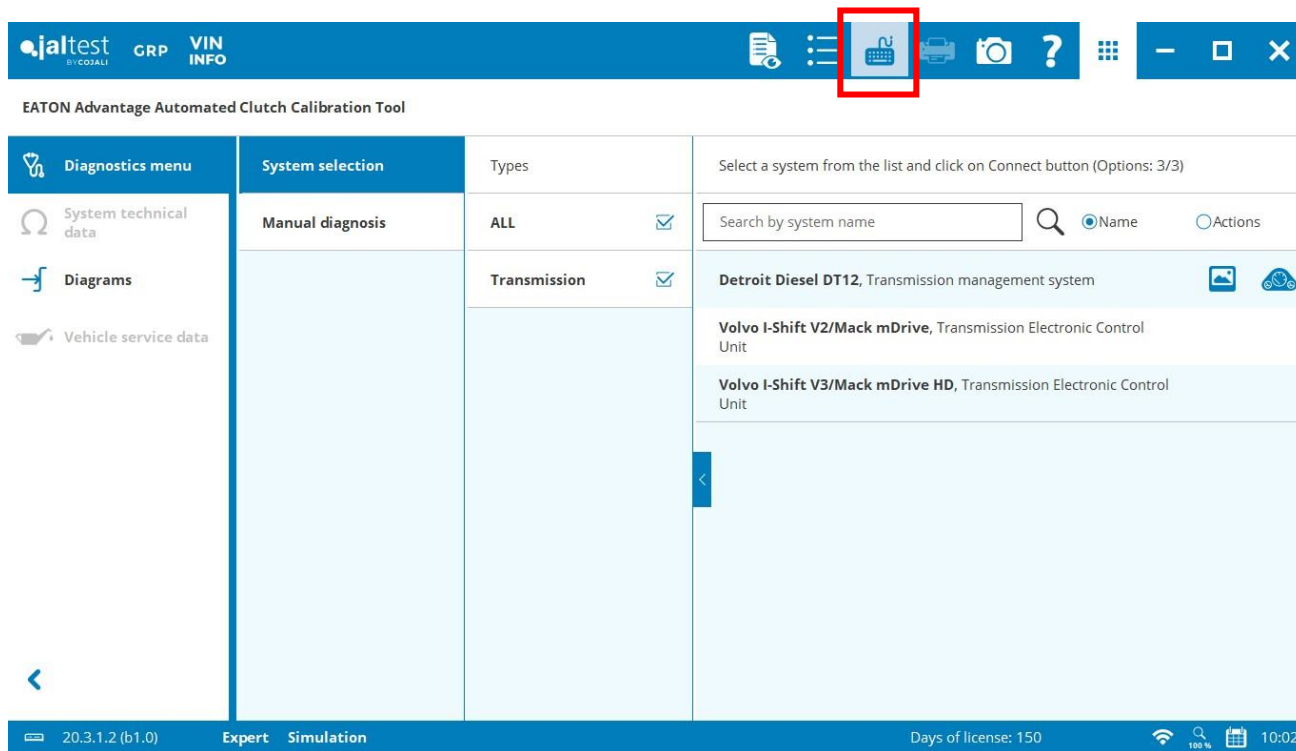 jaltest GRP VIN INFO
BY COJALI
EATON Advantage Automated Clutch Calibration Tool
Diagnostics menu
System technical
data
Diagrams
Vehicle service data
System selection
Manual diagnosis
Types
ALL
Transmission
Select a system from the list and click on Connect button (Options: 3/3)
Search by system name
Name
Actions
Detroit Diesel DT12, Transmission management system
Volvo I-Shift V2/Mack mDrive, Transmission Electronic Control
Unit
Volvo I-Shift V3/Mack mDrive HD, Transmission Electronic Control
Unit
20.3.1.2 (b1.0) Expert Simulation Days of license: 150 100 % 10:02